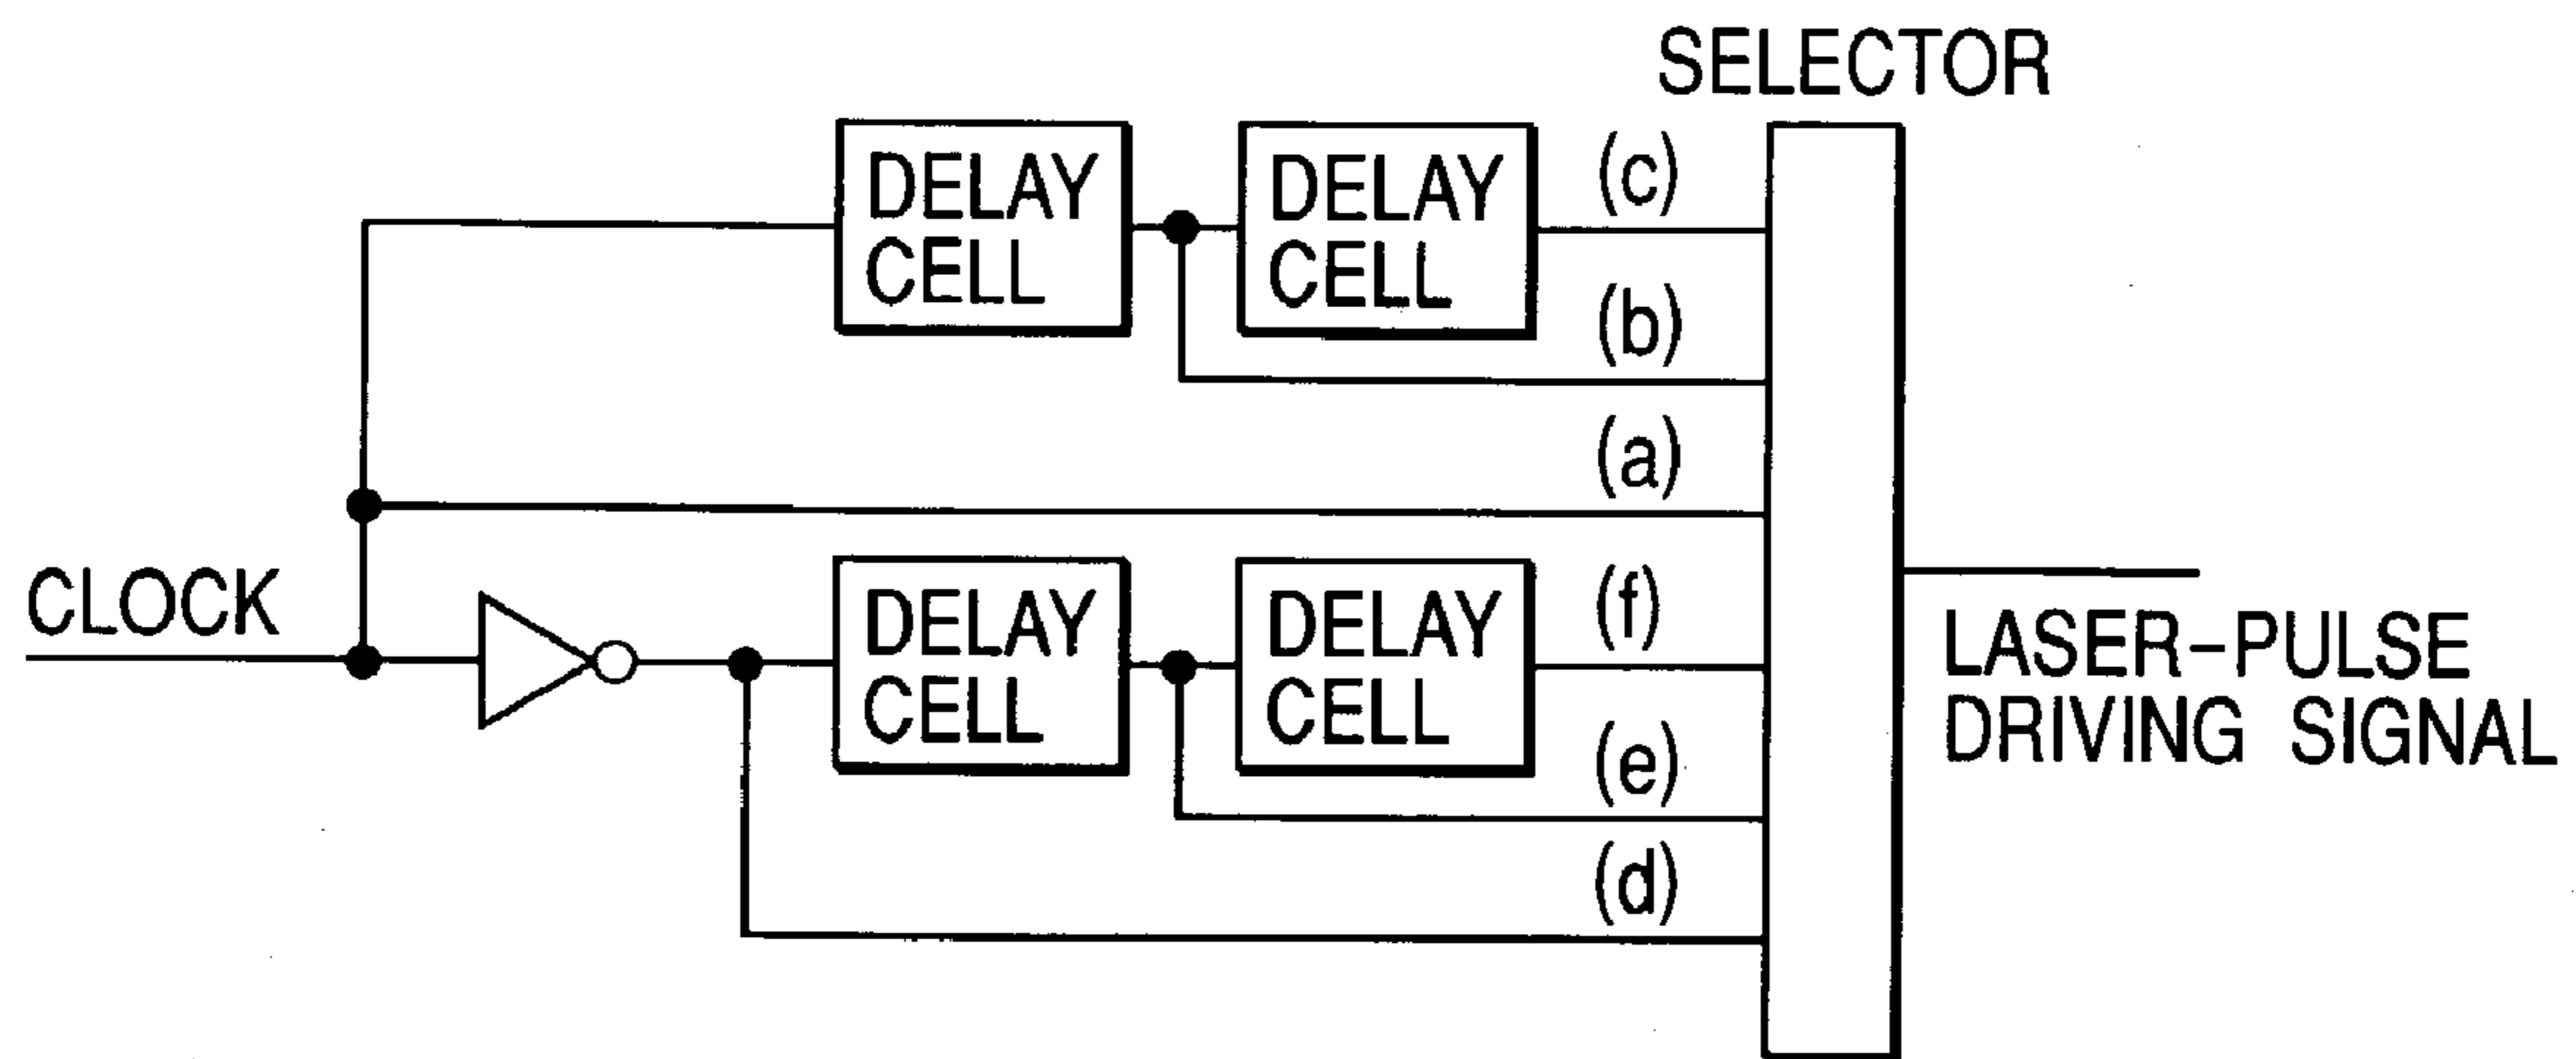 SELECTOR
DELAY
CELL
DELAY
CELL
(c)
(b)
(a)
CLOCK
DELAY
CELL
DELAY
CELL
(f)
(e)
(d)
LASER-PULSE
DRIVING SIGNAL